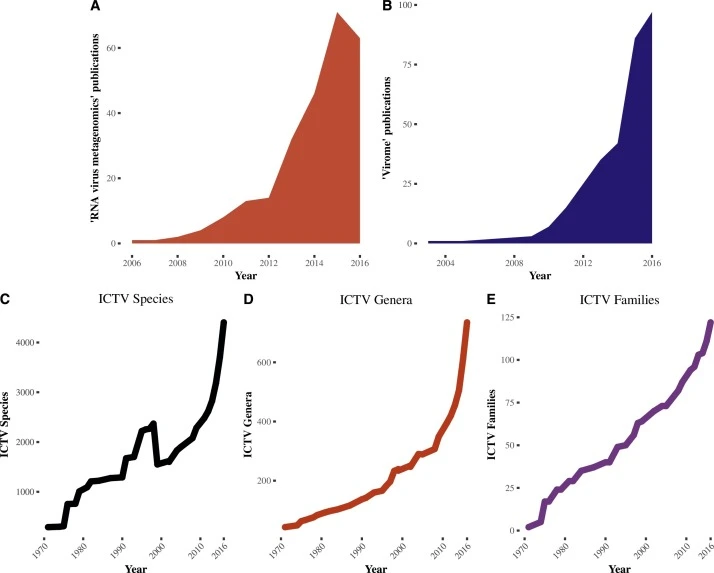 A
'RNA virus metagenomics' publications
60
40
20
0
2006 2008 2010 2012 2014 2016
Year
B
'Virome' publications
100
75
50
25
0
2004 2008 2012 2016
Year
C
ICTV Species
ICTV Species
4000
3000
2000
1000
1970 1980 1990 2000 2010 2016
Year
D
ICTV Genera
ICTV Genera
600
400
200
1970 1980 1990 2000 2010 2016
Year
E
ICTV Families
ICTV Families
125
100
75
50
25
0
1970 1980 1990 2000 2010 2016
Year